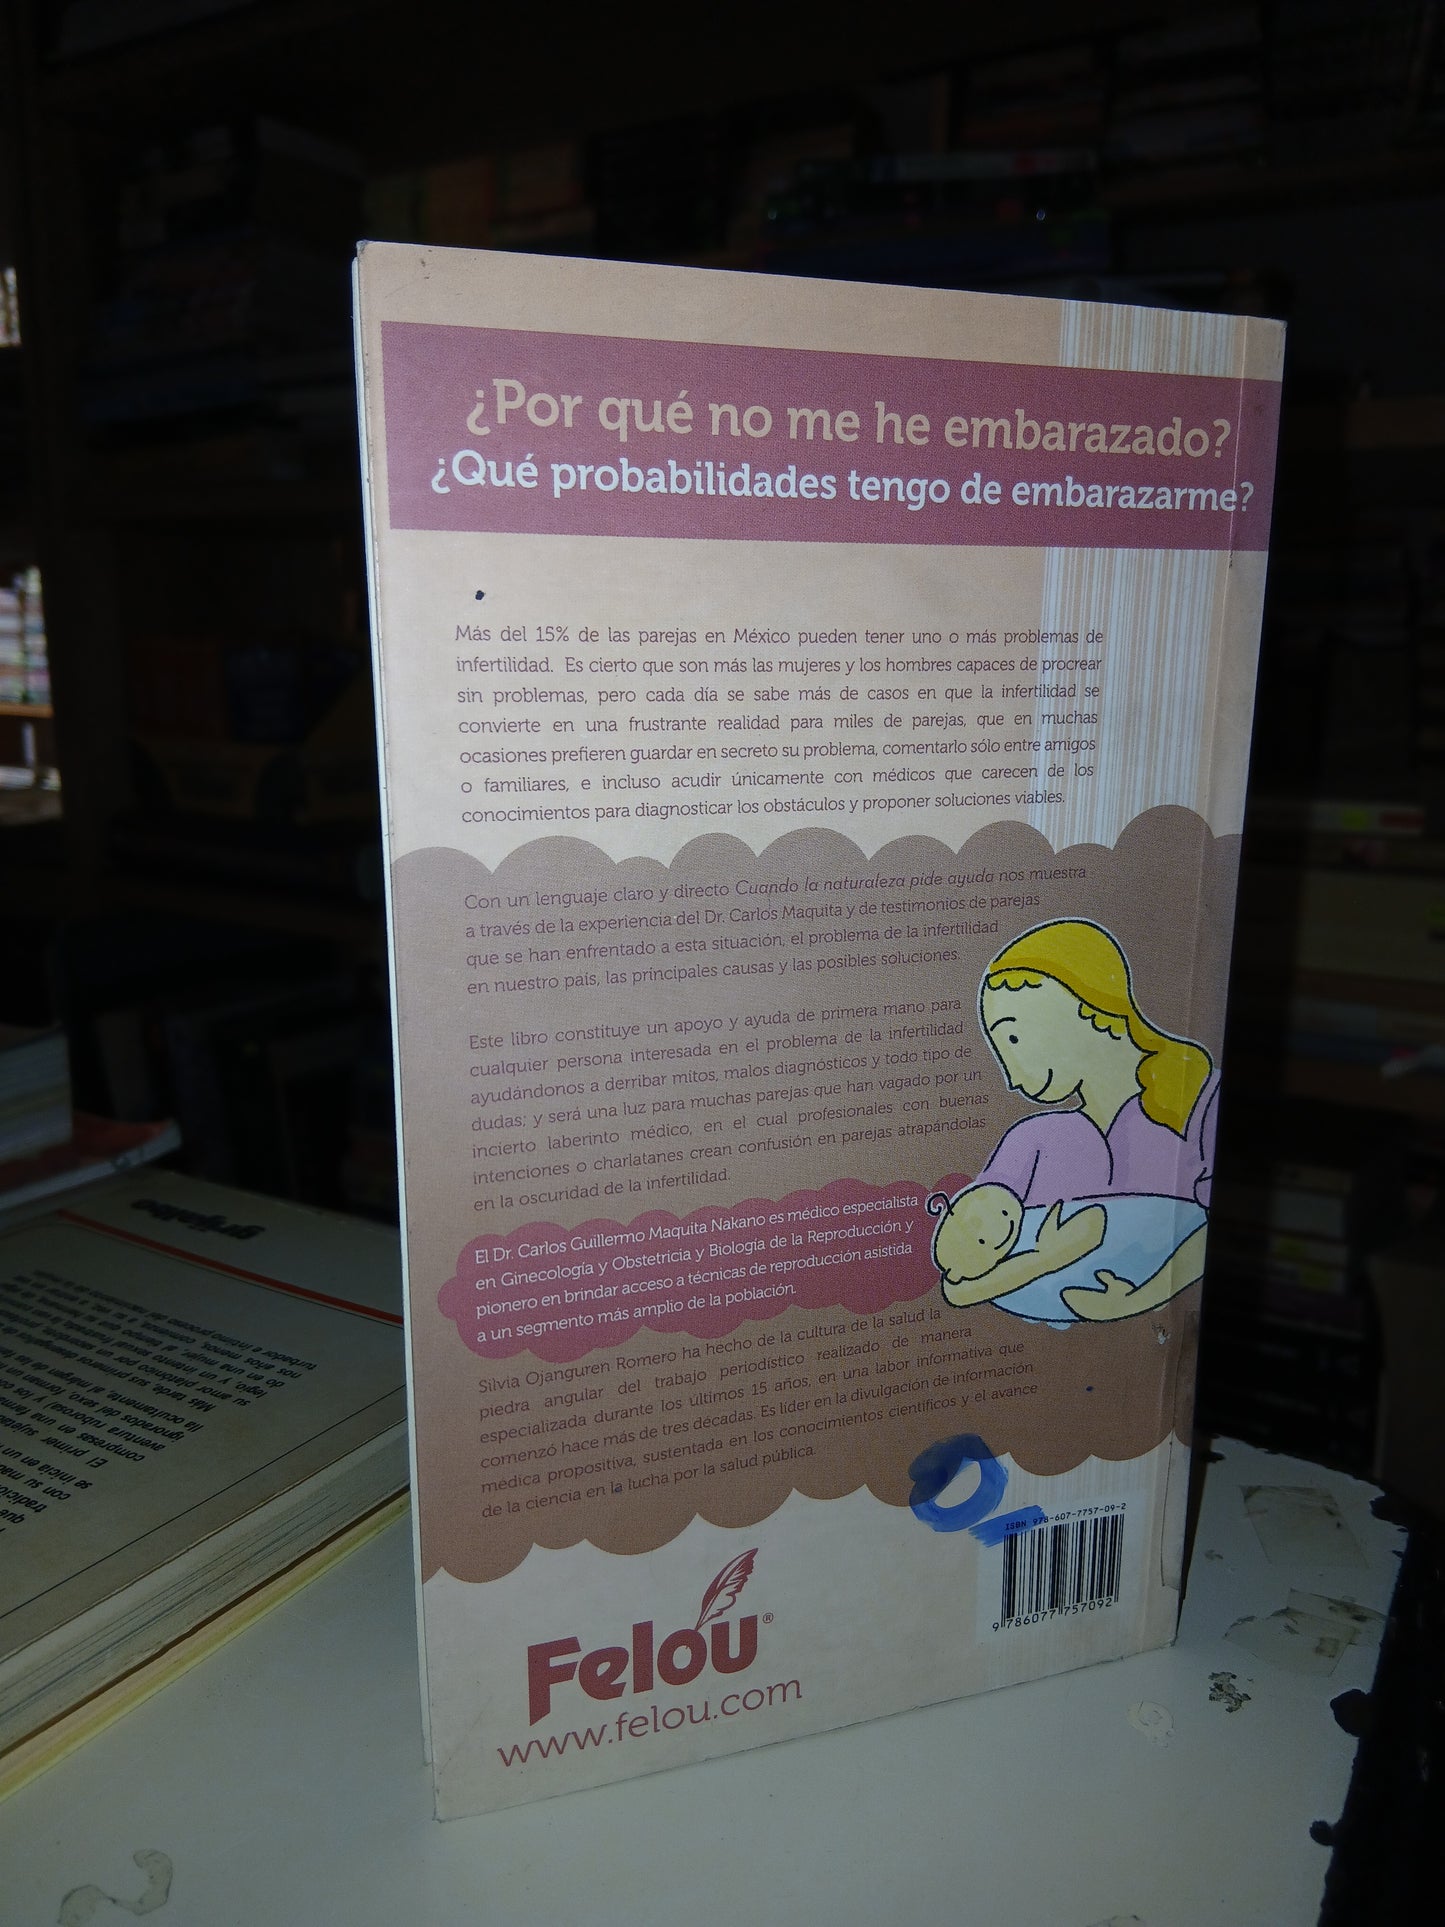 ¿Por qué no me he embarazado?
¿Qué probabilidades tengo de embarazarme?
Más del 15% de las parejas en México pueden tener uno o más problemas de
infertilidad. Es cierto que son más las mujeres y los hombres capaces de procrear
sin problemas, pero cada día se sabe más de casos en que la infertilidad se
convierte en una frustrante realidad para miles de parejas, que en muchas
ocasiones prefieren guardar en secreto su problema, comentarlo sólo entre amigos
o familiares, e incluso acudir únicamente con médicos que carecen de los
conocimientos para diagnosticar los obstáculos y proponer soluciones viables.
Con un lenguaje claro y directo Cuando la naturaleza pide ayuda nos muestra
a través de la experiencia del Dr. Carlos Maquita y de testimonios de parejas
que se han enfrentado a esta situación, el problema de la infertilidad
en nuestro país, las principales causas y las posibles soluciones.
Este libro constituye un apoyo y ayuda de primera mano para
cualquier persona interesada en el problema de la infertilidad
ayudándonos a derribar mitos, malos diagnósticos y todo tipo de
dudas; y será una luz para muchas parejas que han vagado por un
incierto laberinto médico, en el cual profesionales con buenas
intenciones o charlatanes crean confusión en parejas atrapándolas
en la oscuridad de la infertilidad.
El Dr. Carlos Guillermo Maquita Nakano es médico especialista
en Ginecología y Obstetricia y Biología de la Reproducción y
pionero en brindar acceso a técnicas de reproducción asistida
a un segmento más amplio de la población.
Silvia Ojanguren Romero ha hecho de la cultura de la salud la
piedra angular del trabajo periodístico realizado de manera
especializada durante los últimos 15 años, en una labor informativa que
comenzó hace más de tres décadas. Es líder en la divulgación de información
médica propositiva, sustentada en los conocimientos científicos y el avance
de la ciencia en la lucha por la salud pública.
ISBN 978-607-7757-09-2
9 786077 757092
Felou®
www.felou.com
grijalbo